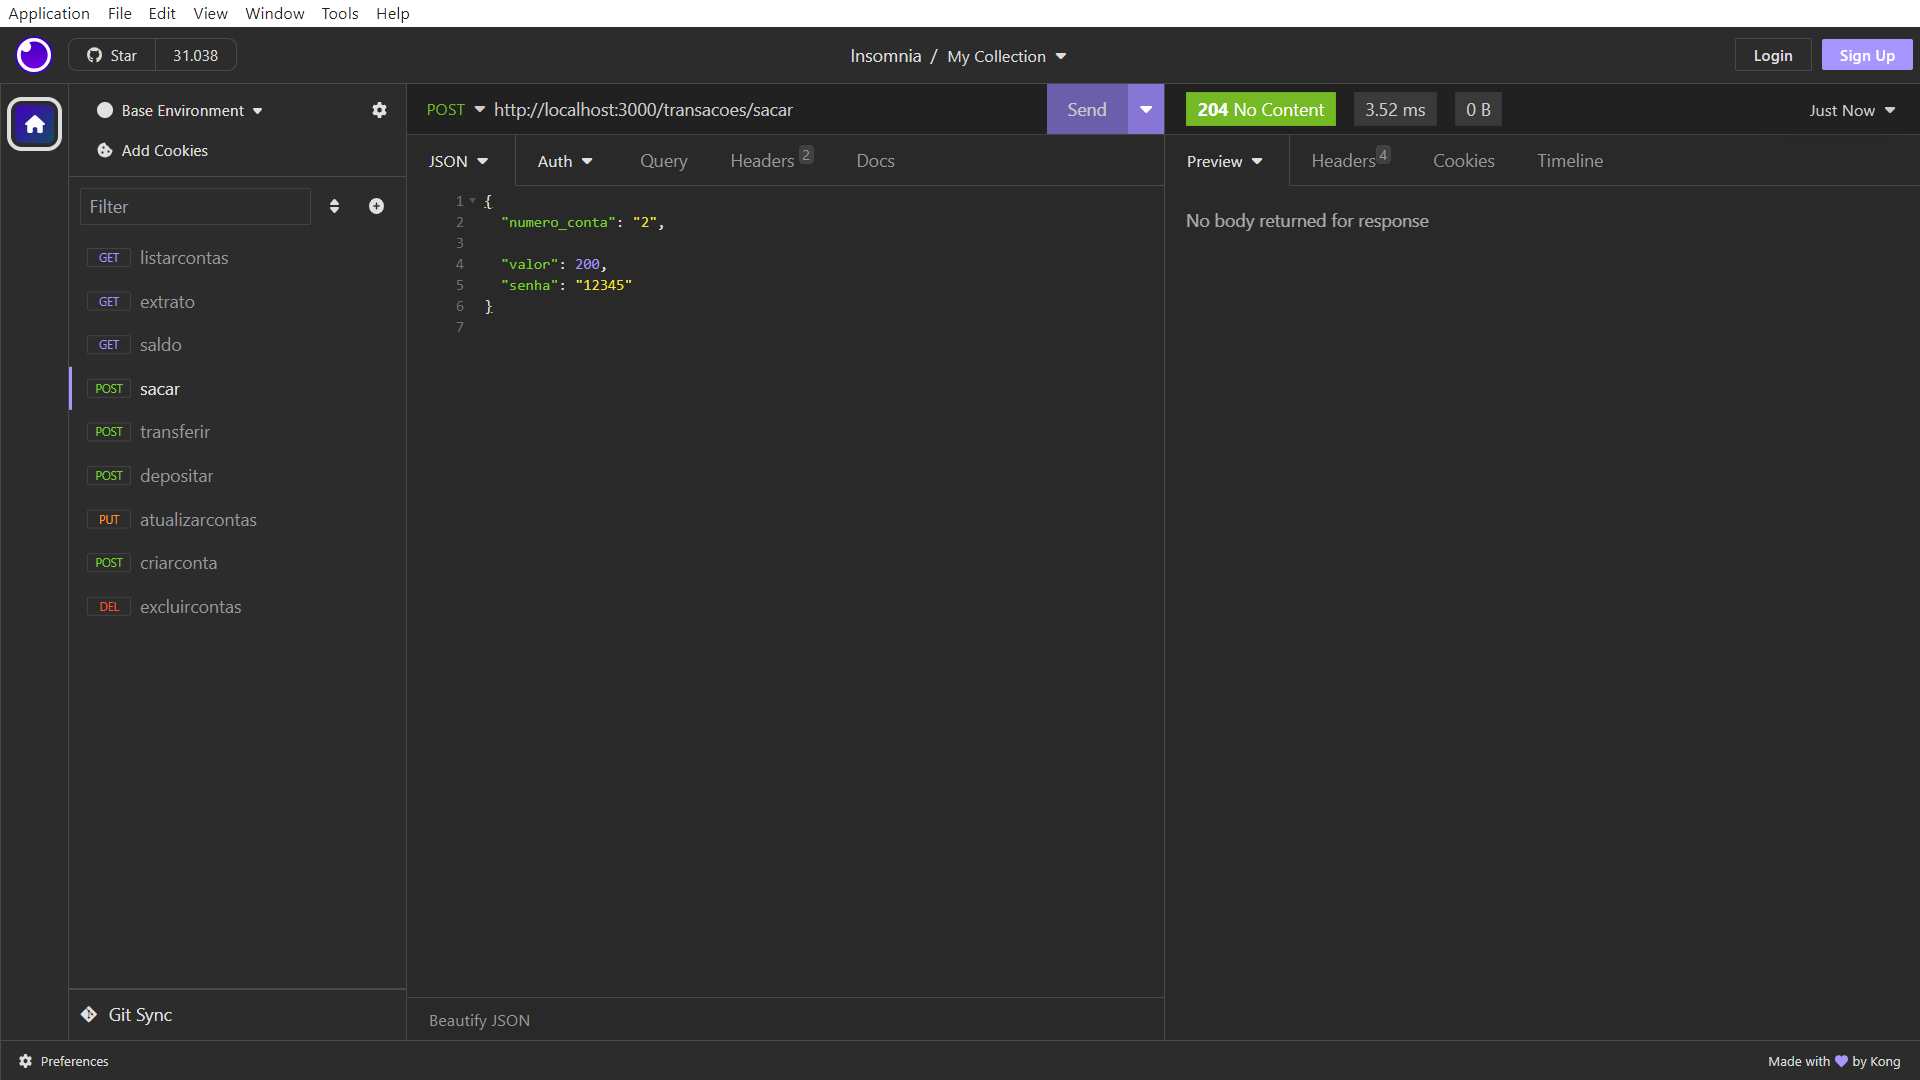 Application File Edit View Window Tools Help
Star 31.038
Insomnia / My Collection
Login Sign Up
Base Environment
Add Cookies
Filter
GET listarcontas
GET extrato
GET saldo
POST sacar
POST transferir
POST depositar
PUT atualizarcontas
POST criarconta
DEL excluircontas
Git Sync
POST http://localhost:3000/transacoes/sacar Send
JSON Auth Query Headers 2 Docs
1 {
2 "numero_conta": "2",
3
4 "valor": 200,
5 "senha": "12345"
6 }
7
Beautify JSON
204 No Content 3.52 ms 0 B Just Now
Preview Headers 4 Cookies Timeline
No body returned for response
Preferences
Made with 💜 by Kong